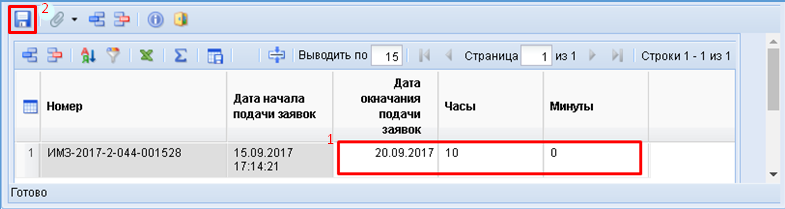 2
Выводить по 15 Страница 1 из 1 Строки 1 - 1 из 1
Номер
Дата начала
подачи заявок
Дата
окначания
подачи
заявок
Часы
Минуты
1
1 ИМЗ-2017-2-044-001528 15.09.2017 20.09.2017 10 0
17:14:21
Готово